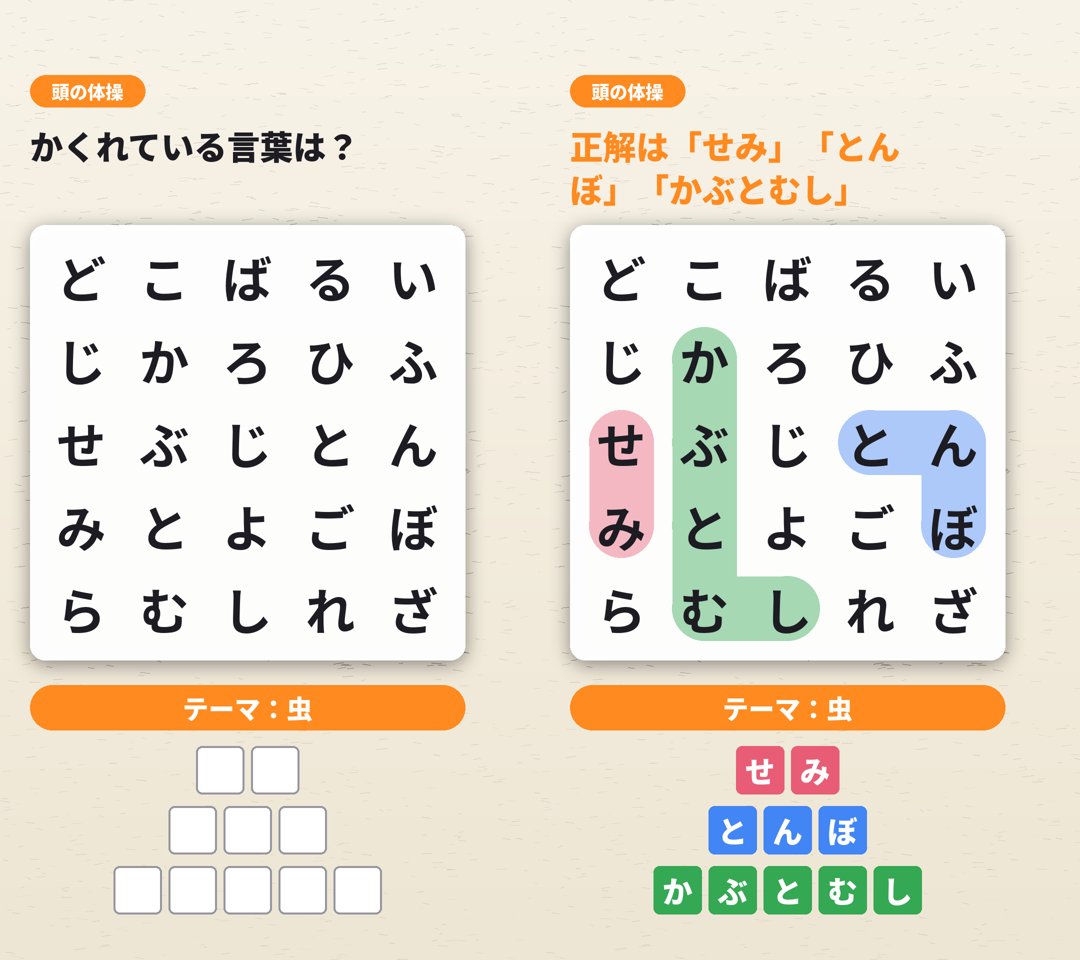 頭の体操
かくれている言葉は？
どこばるい
じかろひふ
せぶじとん
みとよごぼ
らむしれざ
テーマ：虫
頭の体操
正解は「せみ」「とん
ぼ」「かぶとむし」
どこばるい
じかろひふ
せぶじとん
みとよごぼ
らむしれざ
テーマ：虫
せみ
とんぼ
かぶとむし